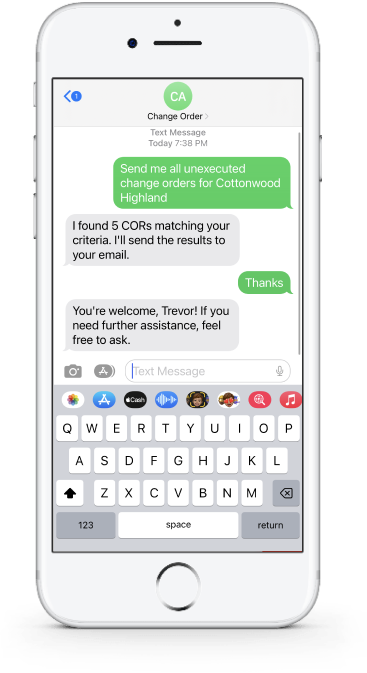 1
CA
Change Order
Text Message
Today 7:38 PM
Send me all unexecuted
change orders for Cottonwood
Highland
I found 5 CORs matching your
criteria. I'll send the results to
your email.
Thanks
You're welcome, Trevor! If you
need further assistance, feel
free to ask.
Text Message
Cash
Q W E R T Y U I O P
A S D F G H J K L
Z X C V B N M
123 space return